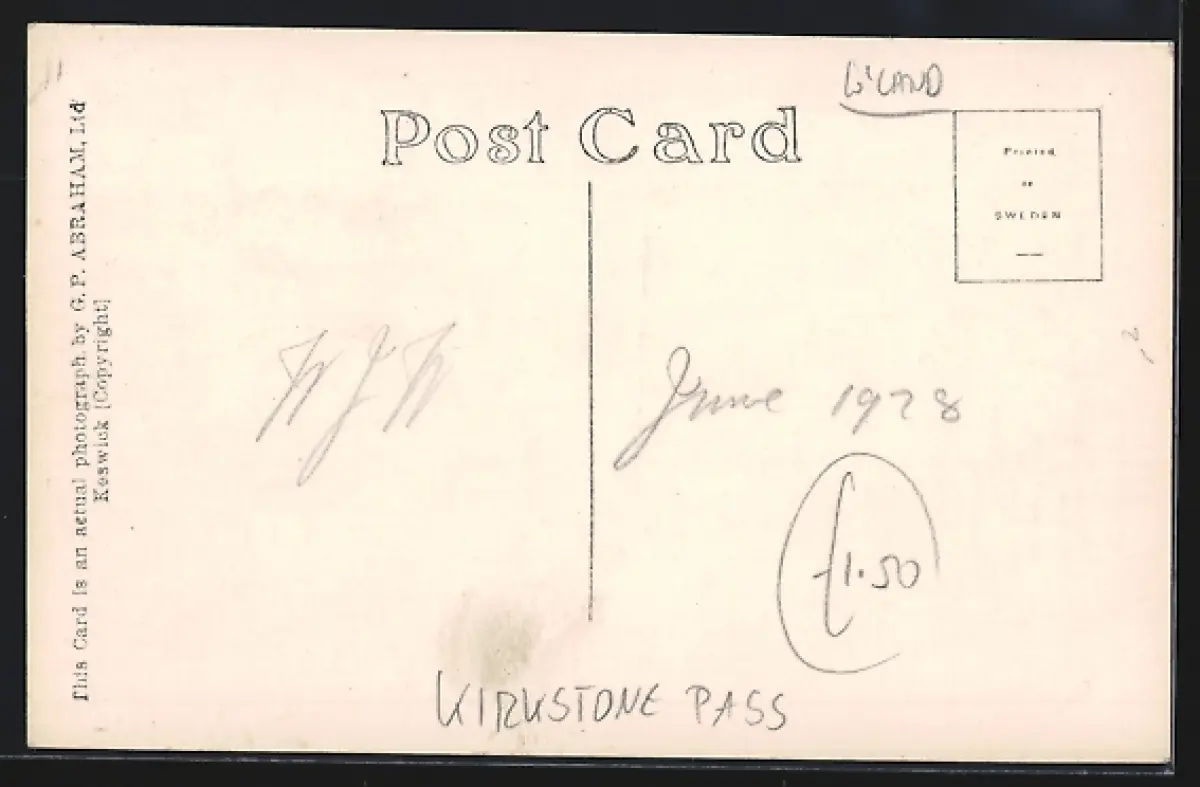 This Card is an actual photograph by G. P. ABRAHAM, Ltd
Keswick [Copyright]
Post Card
Printed
in
SWEDEN
June 1928
£1.50
KIRKSTONE PASS